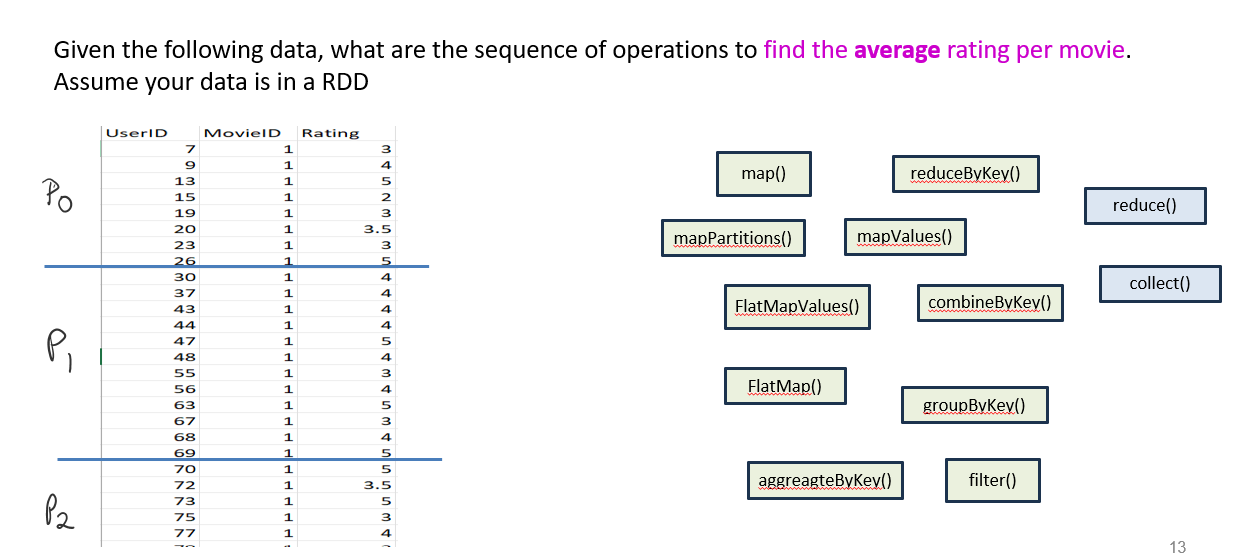 Given the following data, what are the sequence of operations to find the average rating per movie.
Assume your data is in a RDD
UserID MovieID Rating
7 1 3
9 1 4
13 1 5
15 1 2
19 1 3
20 1 3.5
23 1 3
26 1 5
30 1 4
37 1 4
43 1 4
44 1 4
47 1 5
48 1 4
55 1 3
56 1 4
63 1 5
67 1 3
68 1 4
69 1 5
70 1 5
72 1 3.5
73 1 5
75 1 3
77 1 4
P0
P1
P2
map()
reduceByKey()
reduce()
mapPartitions()
mapValues()
collect()
FlatMapValues()
combineByKey()
FlatMap()
groupByKey()
aggreagteByKey()
filter()
13